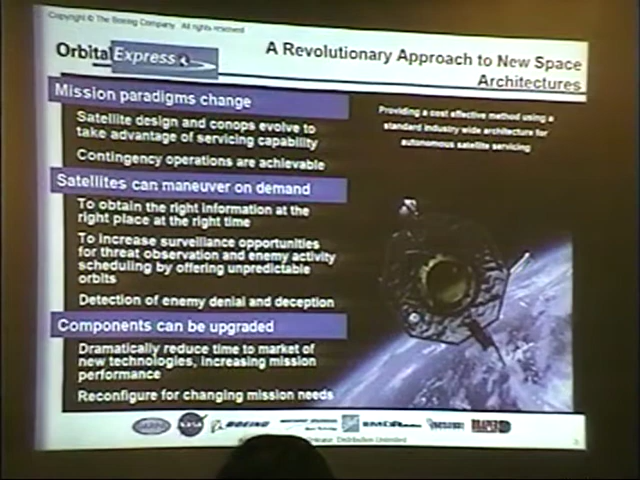 Copyright © The Boeing Company. All rights reserved
Orbital Express
A Revolutionary Approach to New Space
Architectures
Mission paradigms change
Satellite design and conops evolve to
take advantage of servicing capability
Contingency operations are achievable
Satellites can maneuver on demand
To obtain the right information at the
right place at the right time
To increase surveillance opportunities
for threat observation and enemy activity
scheduling by offering unpredictable
orbits
Detection of enemy denial and deception
Components can be upgraded
Dramatically reduce time to market of
new technologies, increasing mission
performance
Reconfigure for changing mission needs
Providing a cost effective method using a
standard industry wide architecture for
autonomous satellite servicing
NASA
BOEING
DRAPER
Distribution Unlimited